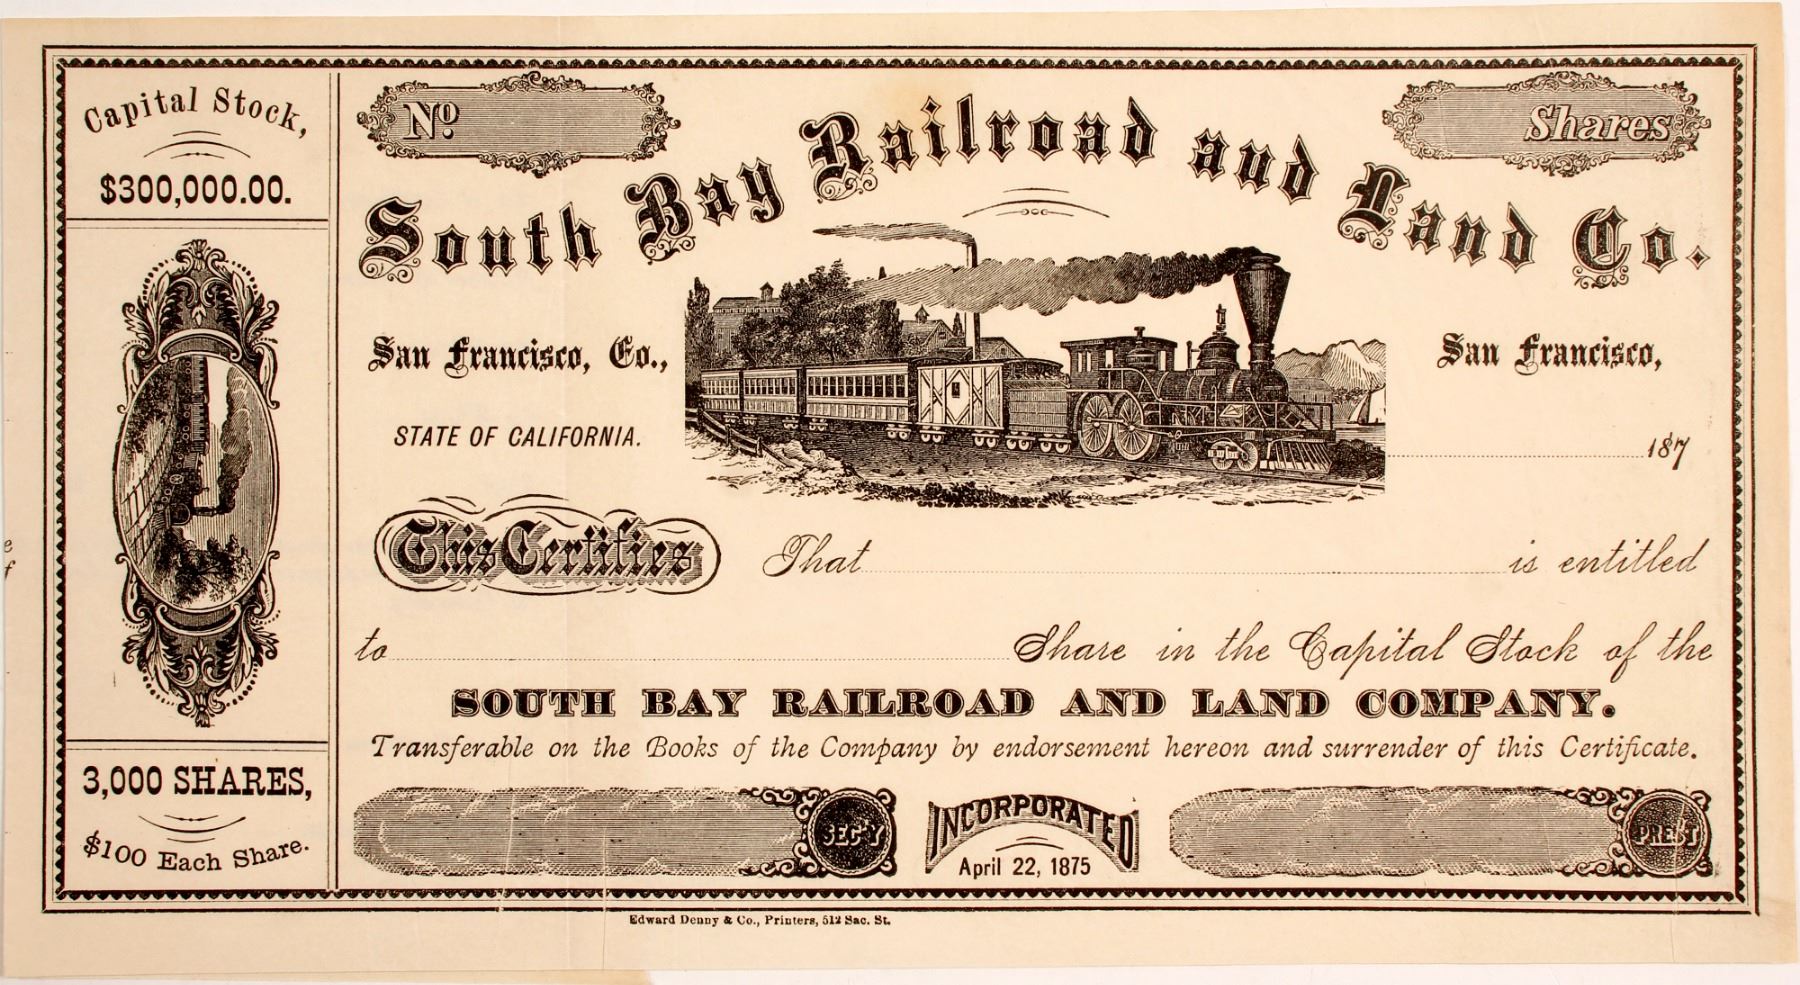 Capital Stock,
$300,000.00.
3,000 SHARES,
$100 Each Share.
No.
Shares
South Bay Railroad and Land Co.
San Francisco, Co.,
STATE OF CALIFORNIA.
San Francisco,
187
This Certifies That is entitled
to Share in the Capital Stock of the
SOUTH BAY RAILROAD AND LAND COMPANY.
Transferable on the Books of the Company by endorsement hereon and surrender of this Certificate.
SEC'Y
INCORPORATED
April 22, 1875
PREST
Edward Denny & Co., Printers, 512 Sac. St.
e
f